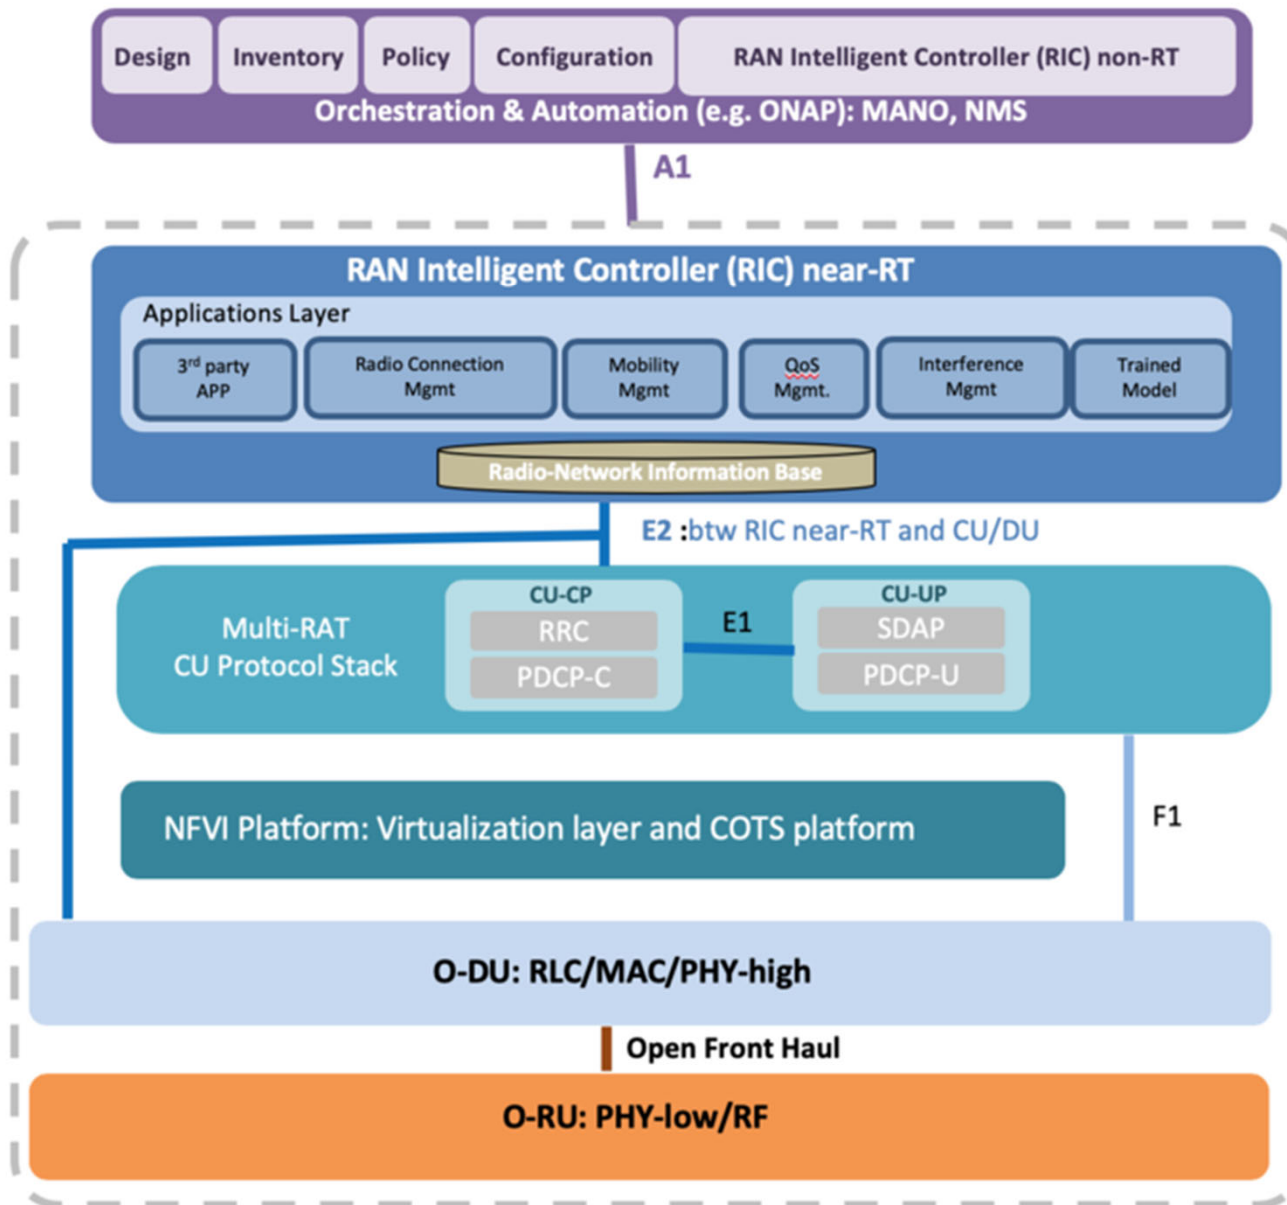 Design
Inventory
Policy
Configuration
RAN Intelligent Controller (RIC) non-RT
Orchestration & Automation (e.g. ONAP): MANO, NMS
A1
RAN Intelligent Controller (RIC) near-RT
Applications Layer
3rd party
APP
Radio Connection
Mgmt
Mobility
Mgmt
QoS
Mgmt.
Interference
Mgmt
Trained
Model
Radio-Network Information Base
E2 :btw RIC near-RT and CU/DU
Multi-RAT
CU Protocol Stack
CU-CP
RRC
PDCP-C
E1
CU-UP
SDAP
PDCP-U
NFVI Platform: Virtualization layer and COTS platform
F1
O-DU: RLC/MAC/PHY-high
Open Front Haul
O-RU: PHY-low/RF